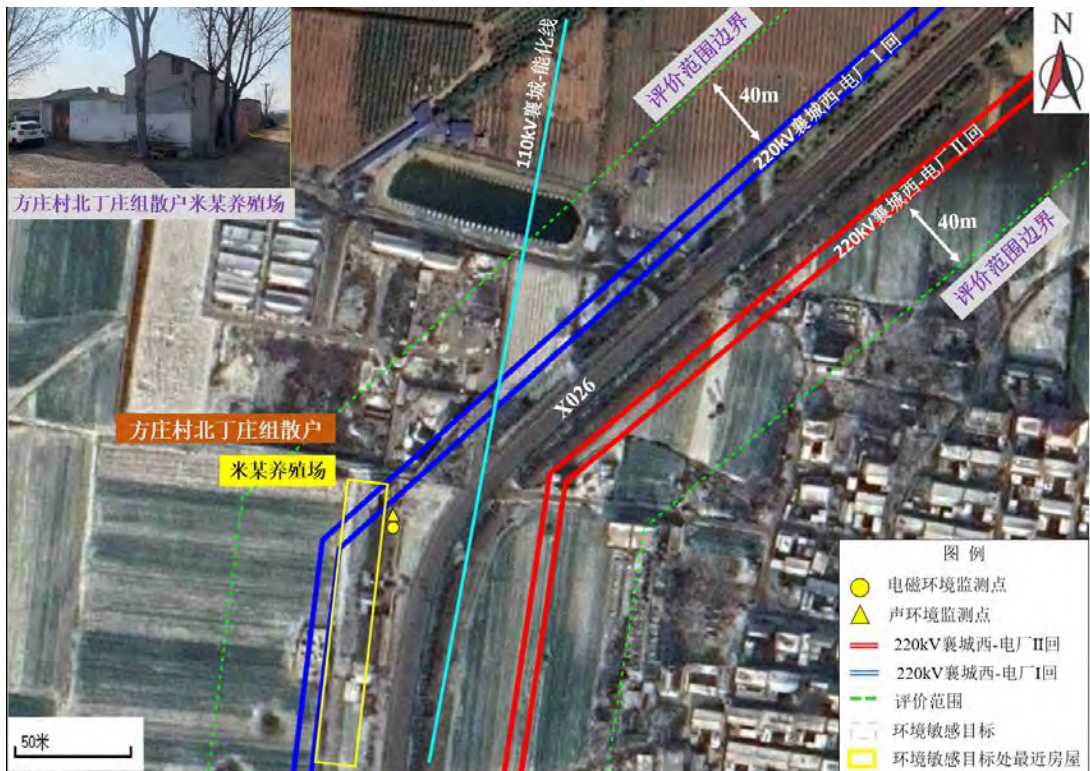 方庄村北丁庄组散户米某养殖场
110kV襄城-能化线
评价范围边界
40m
220kV襄城西-电厂I回
N
220kV襄城西-电厂II回
40m
评价范围边界
X026
方庄村北丁庄组散户
米某养殖场
50米
图 例
电磁环境监测点
声环境监测点
220kV襄城西-电厂II回
220kV襄城西-电厂I回
评价范围
环境敏感目标
环境敏感目标处最近房屋